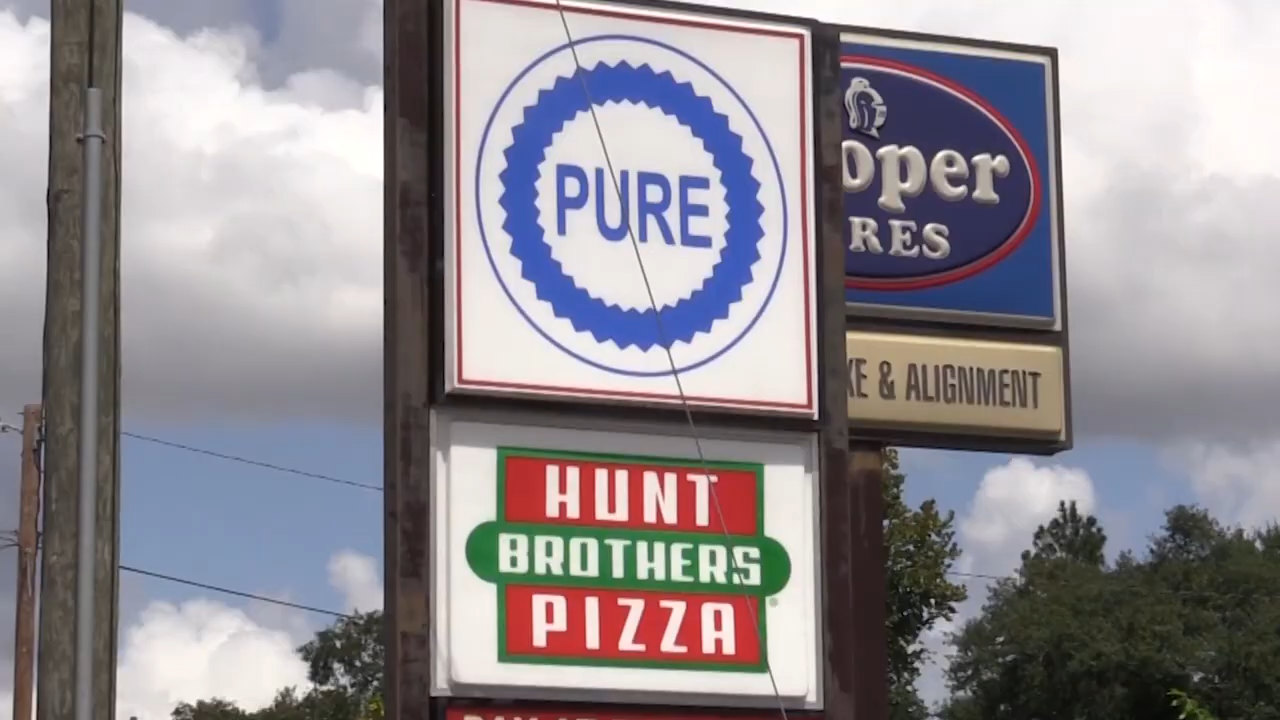 PURE
oper
RES
KE & ALIGNMENT
HUNT
BROTHERS
PIZZA